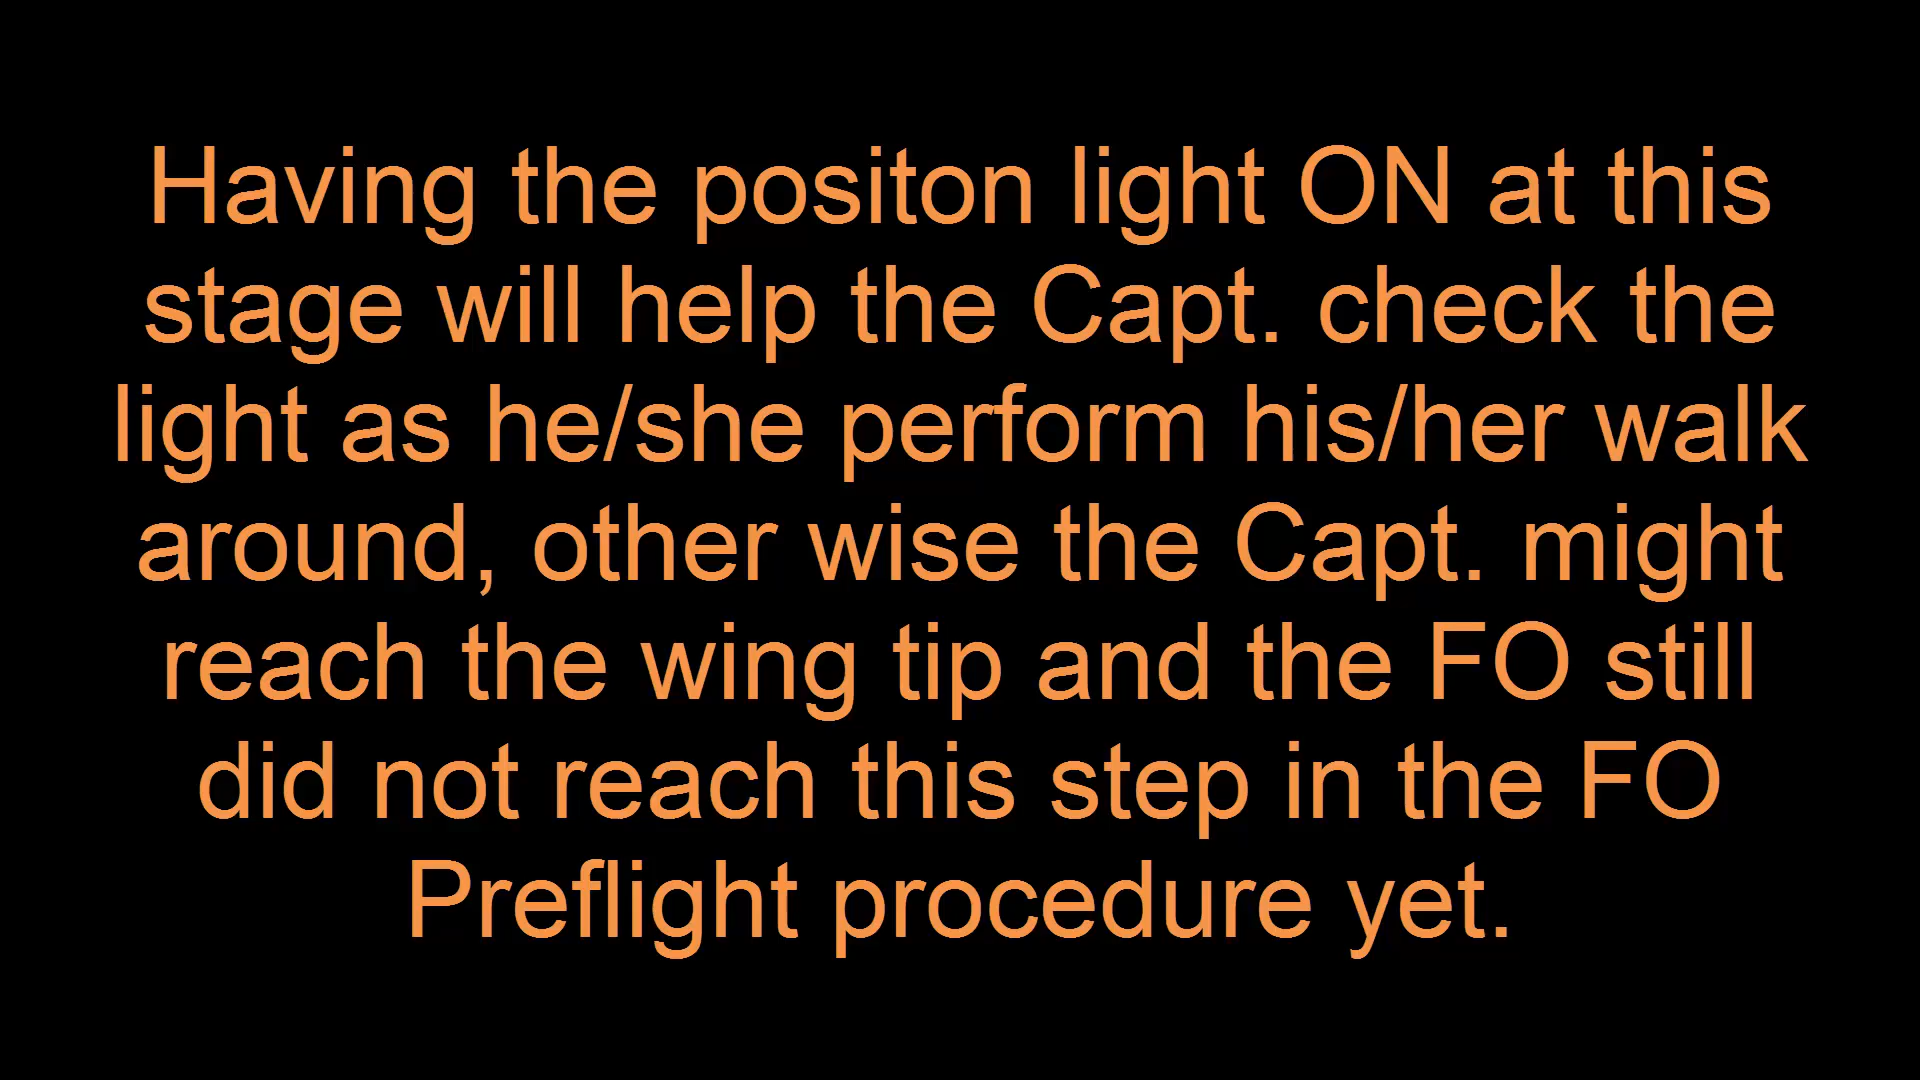 Having the positon light ON at this
stage will help the Capt. check the
light as he/she perform his/her walk
around, other wise the Capt. might
reach the wing tip and the FO still
did not reach this step in the FO
Preflight procedure yet.